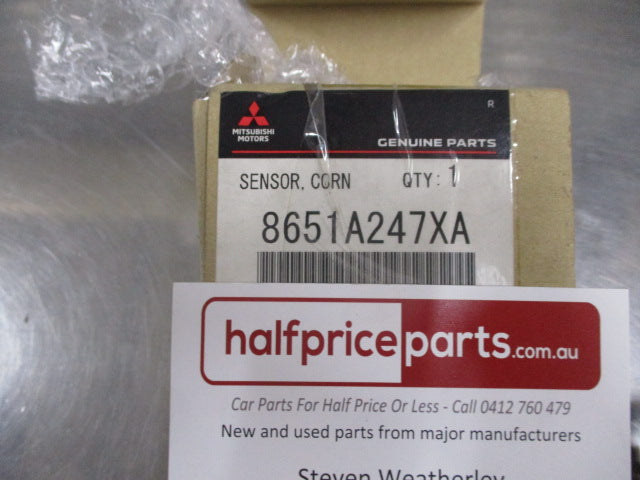 R
MITSUBISHI
MOTORS
GENUINE PARTS
SENSOR, CORN QTY: 1
8651A247XA
halfpriceparts.com.au
Car Parts For Half Price Or Less - Call 0412 760 479
New and used parts from major manufacturers
Steven Weatherley